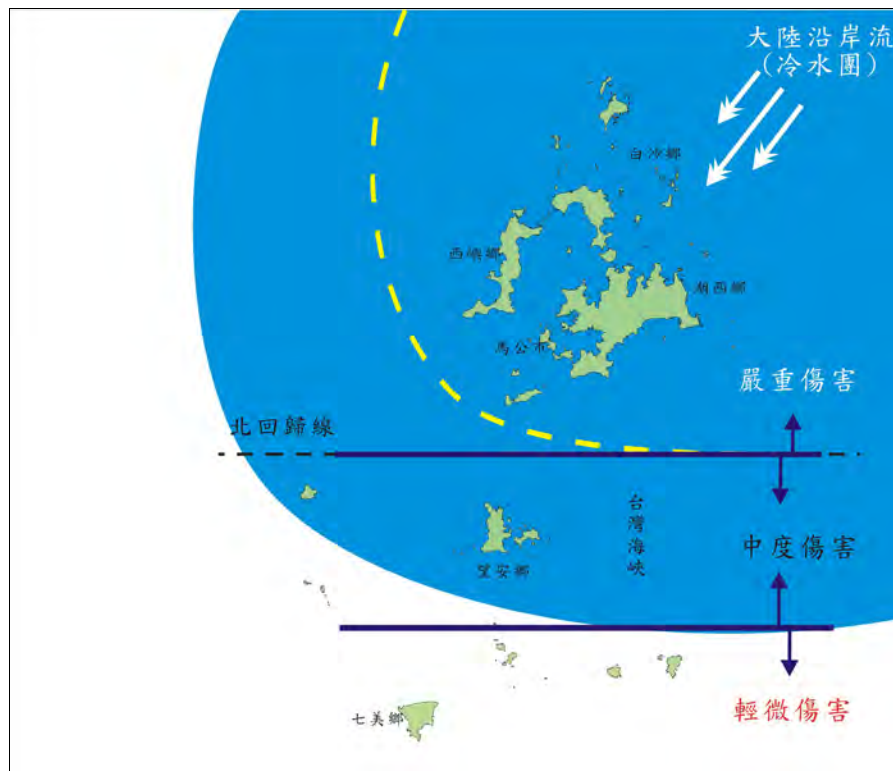 大陸沿岸流
(冷水團)
白沙鄉
西嶼鄉
湖西鄉
馬公市
嚴重傷害
北回歸線
台灣海峽
中度傷害
望安鄉
七美鄉
輕微傷害